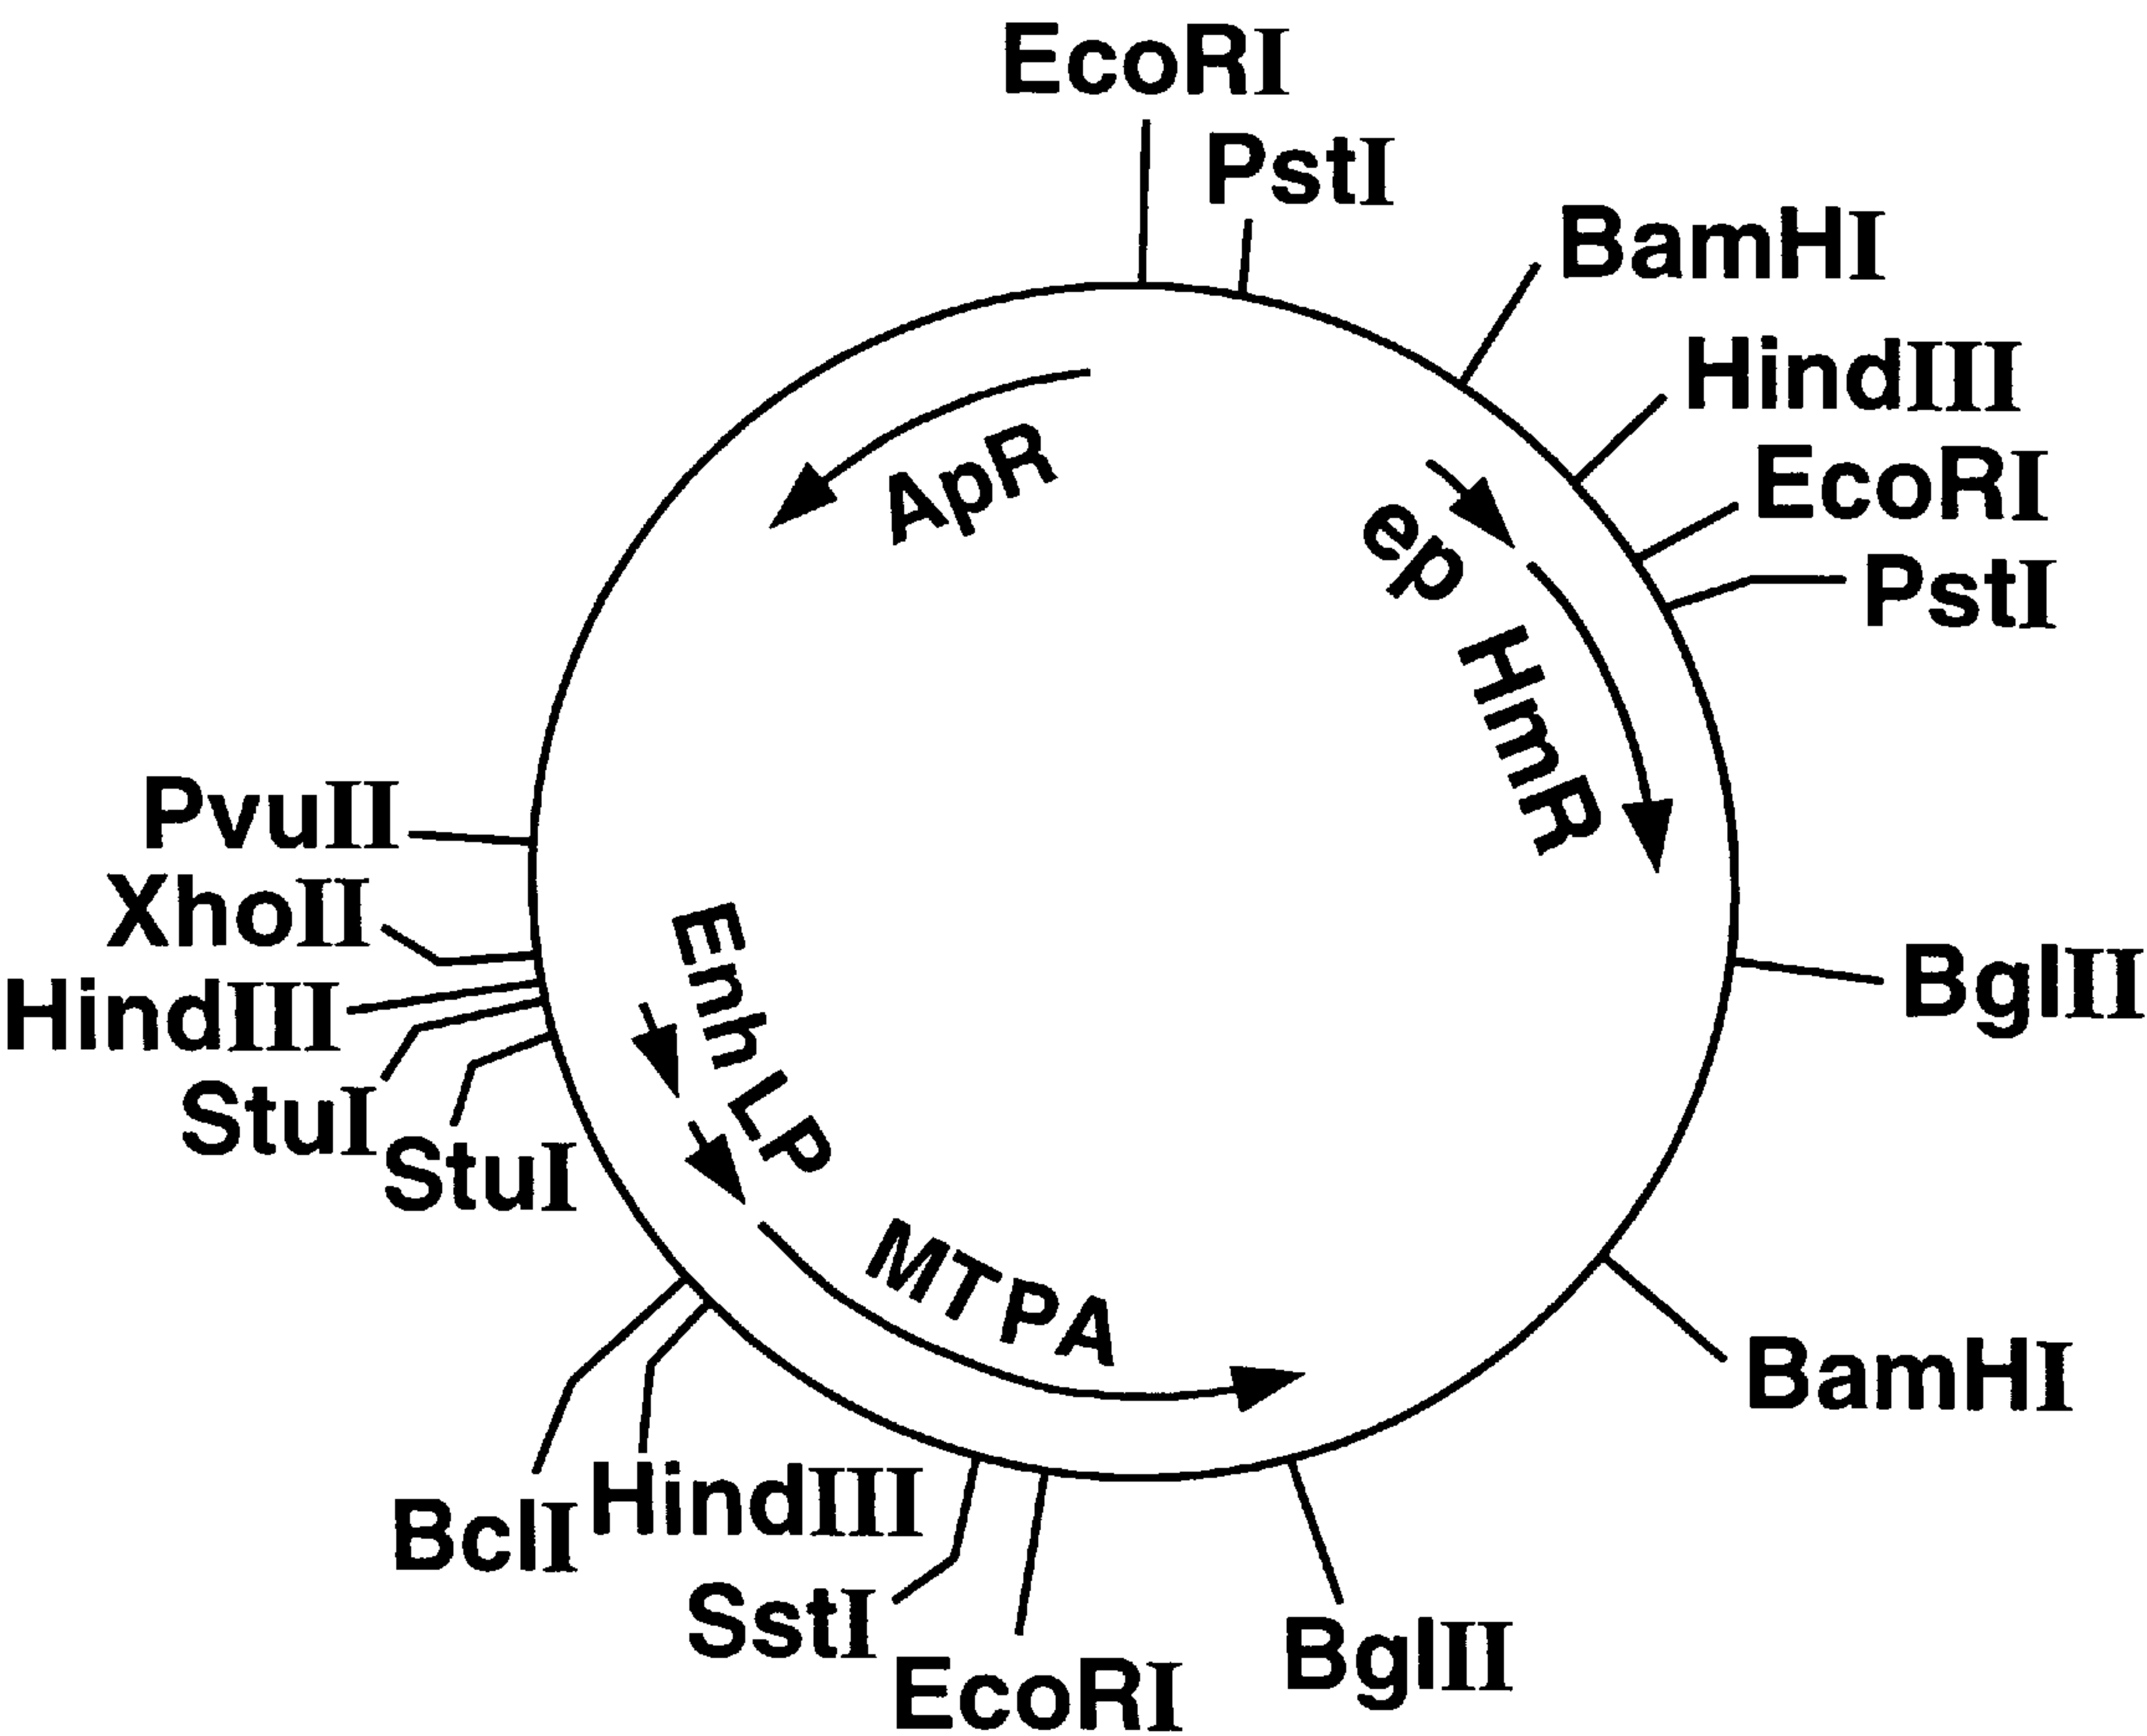 EcoRI
PstI
BamHI
HindIII
EcoRI
PstI
BglII
BamHI
BglII
EcoRI
SstI
HindIII
BclI
StuI
StuI
HindIII
XhoII
PvuII
ApR
ep
HmR
Enh
LP
MTPA